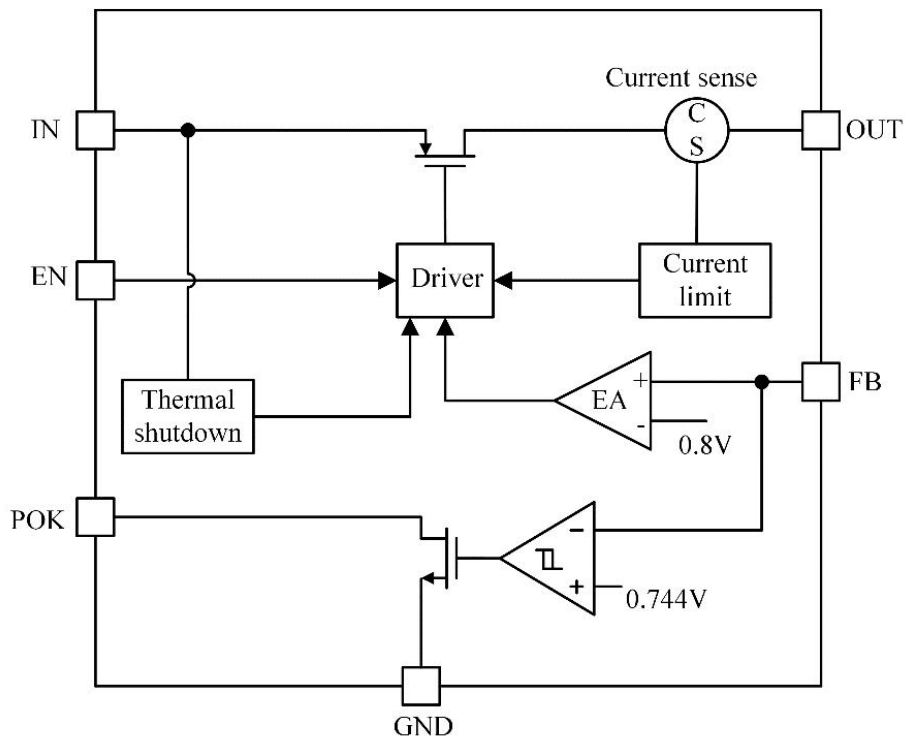 Current sense
IN
C
S
OUT
EN
Driver
Current
limit
Thermal
shutdown
EA
+
-
FB
0.8V
POK
-
+
0.744V
GND